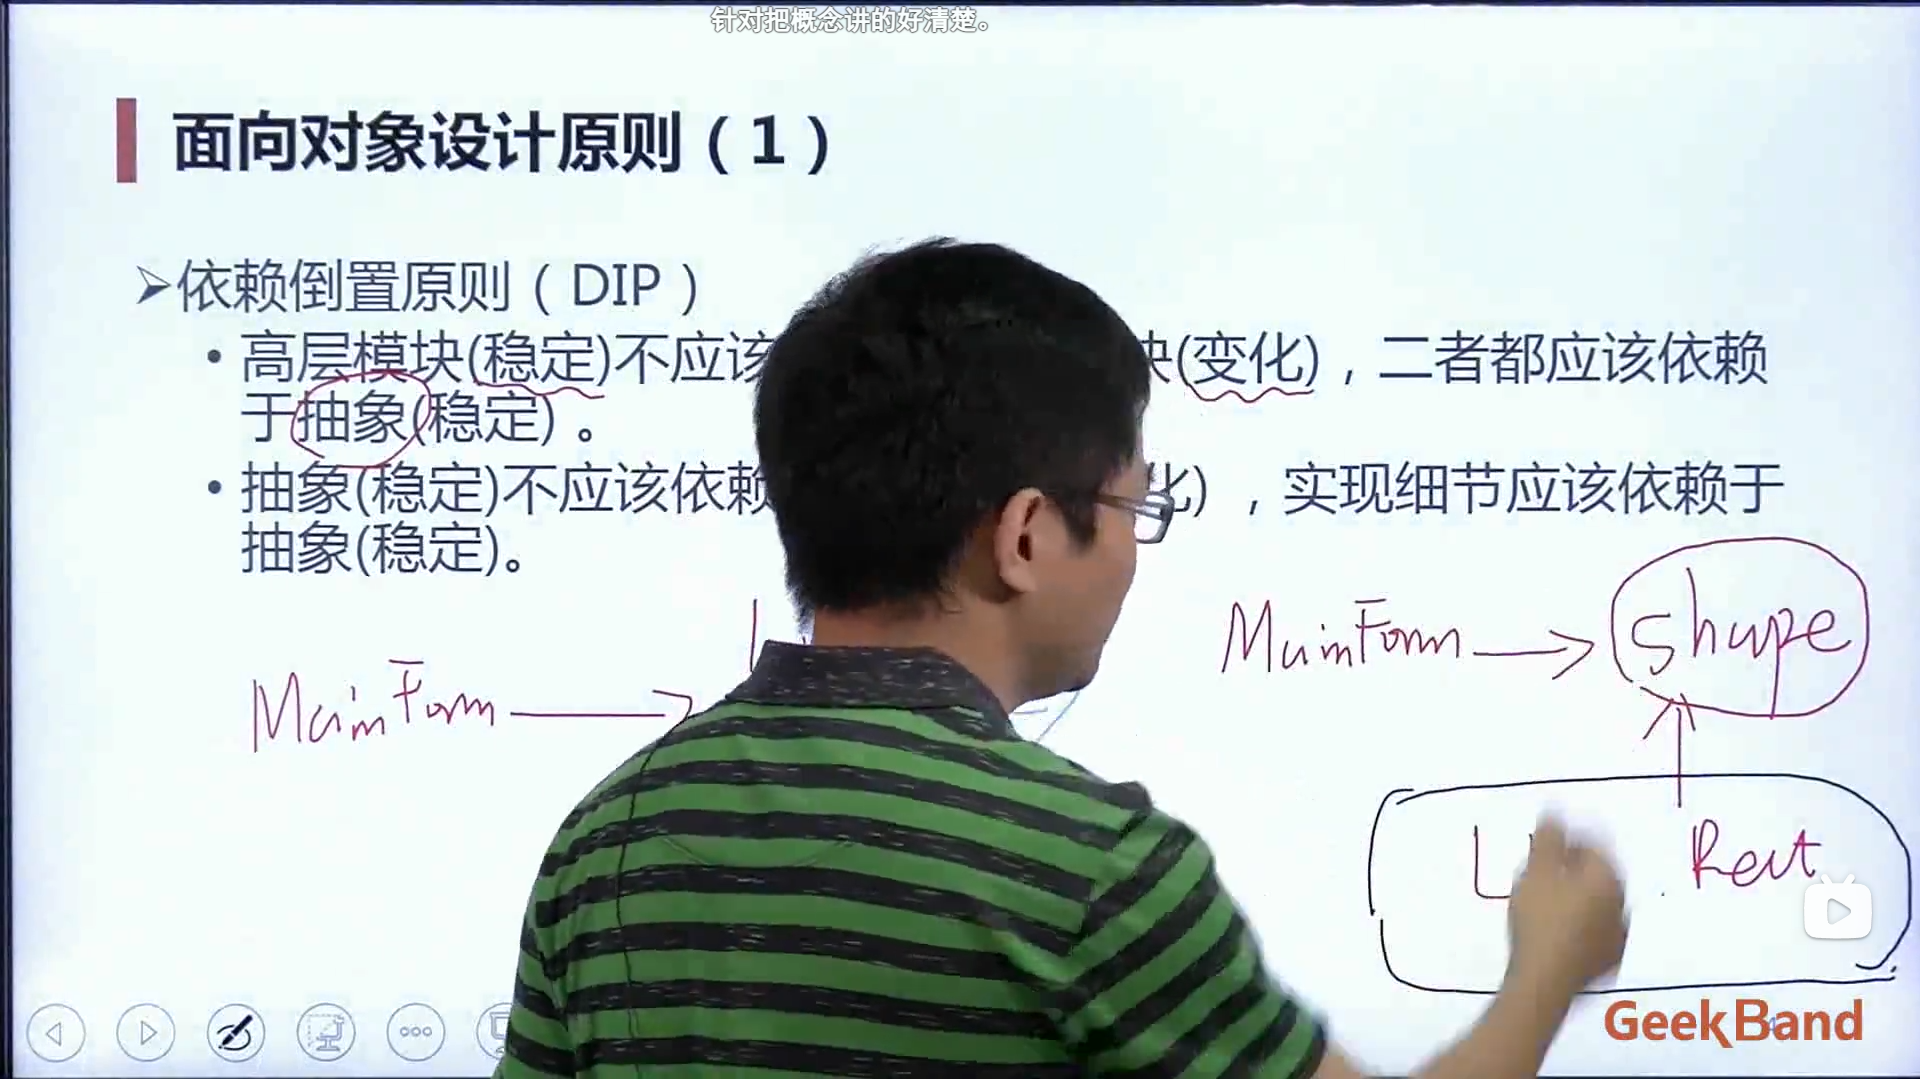 针对把概念讲的好清楚。
面向对象设计原则（1）
➢依赖倒置原则（DIP）
• 高层模块(稳定)不应该 块(变化)，二者都应该依赖
于抽象(稳定) 。
• 抽象(稳定)不应该依赖 化) ，实现细节应该依赖于
抽象(稳定)。
MainForm
MainForm
Shape
Rect
GeekBand